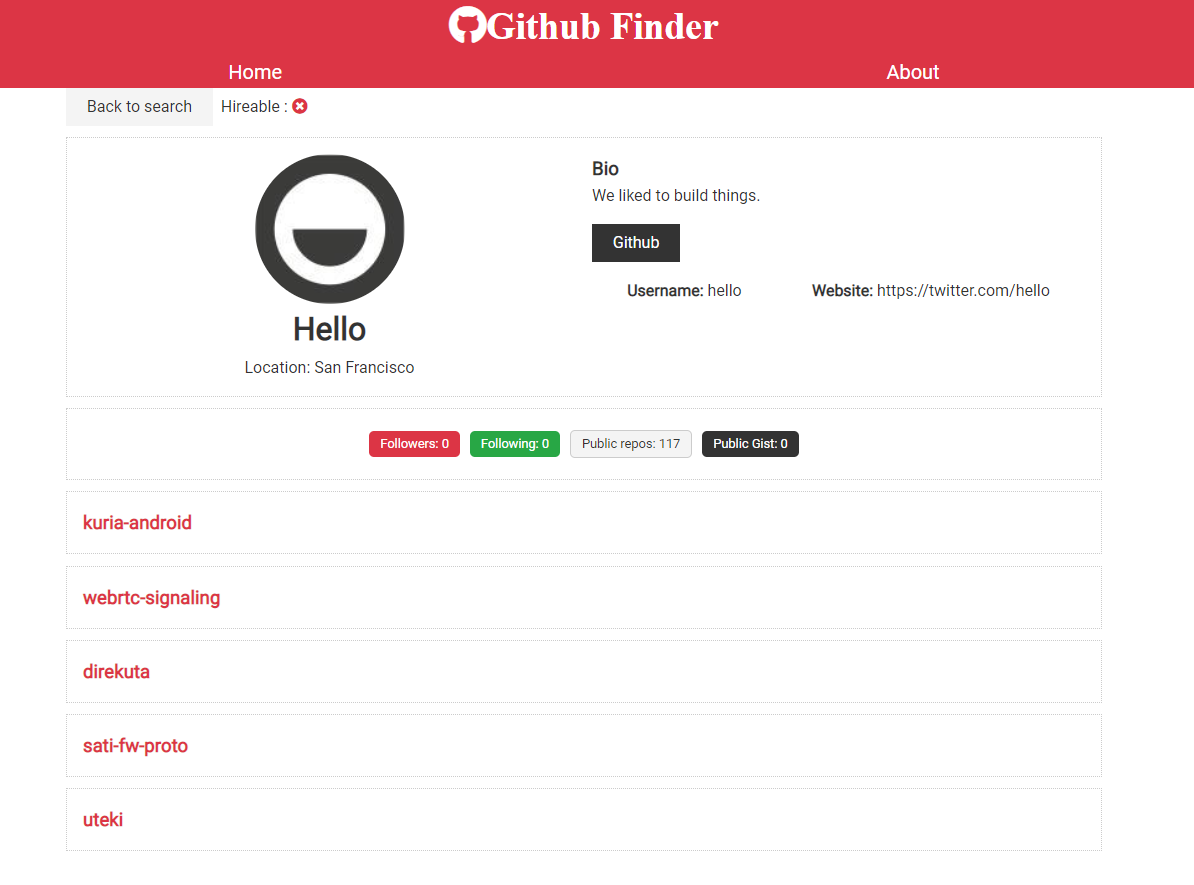 Github Finder
Home About
Back to search Hireable :
Bio
We liked to build things.
Github
Username: hello Website: https://twitter.com/hello
Hello
Location: San Francisco
Followers: 0 Following: 0 Public repos: 117 Public Gist: 0
kuria-android
webrtc-signaling
direkuta
sati-fw-proto
uteki